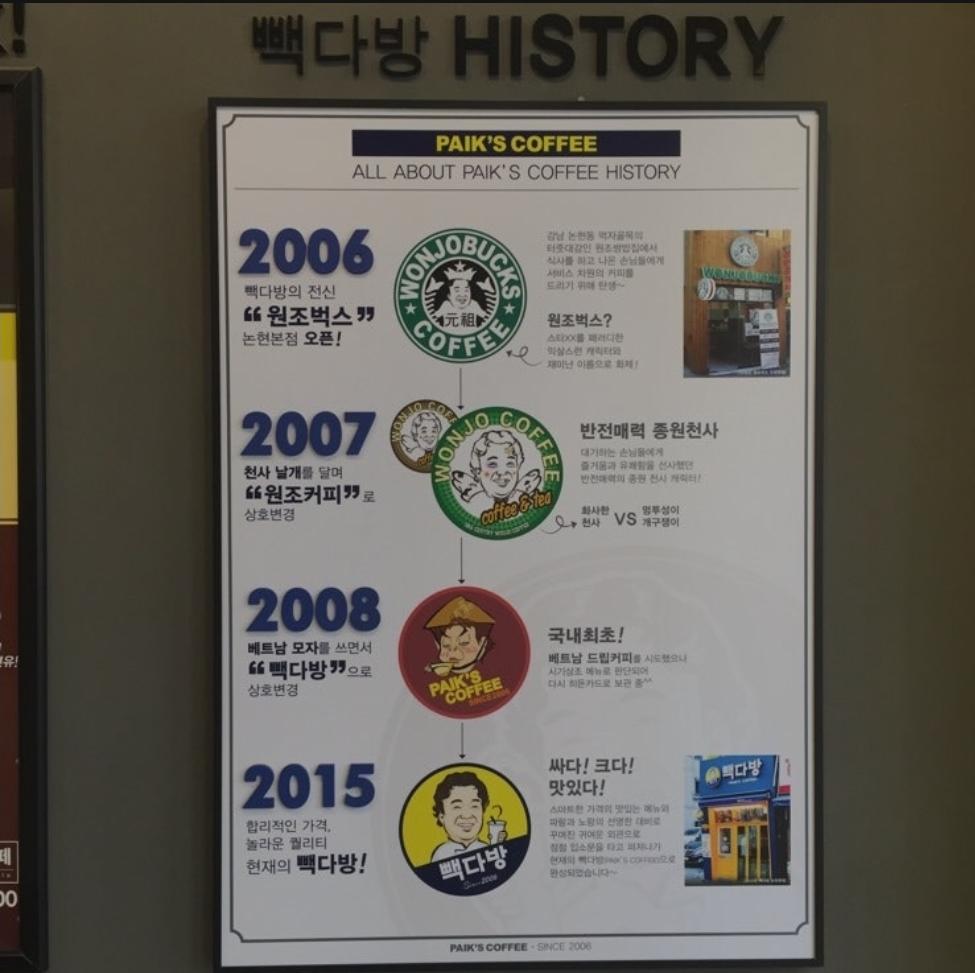 빽다방 HISTORY
PAIK'S COFFEE
ALL ABOUT PAIK'S COFFEE HISTORY
2006
빽다방의 전신
“원조벅스”
논현본점 오픈!
WONJOBUCKS
元祖
COFFEE
강남 논현동 먹자골목의
터줏대감인 원조쌈밥집에서
식사를 하고 나온 손님들에게
서비스 차원의 커피를
드리기 위해 탄생~
원조벅스?
스타XX를 패러디한
익살스런 캐릭터와
재미난 이름으로 화제!
WONJOBUCKS
2007
천사 날개를 달며
“원조커피”로
상호변경
WONJO COFFEE
WONJO COFFEE
coffee & tea
반전매력 종원천사
대기하는 손님들에게
즐거움과 유쾌함을 선사했던
반전매력의 종원 천사 캐릭터!
화사한
천사
VS
멍투성이
개구쟁이
2008
베트남 모자를 쓰면서
“빽다방”으로
상호변경
PAIK'S
COFFEE
SINCE 2006
국내최초!
베트남 드립커피를 시도했으나
시기상조 메뉴로 판단되어
다시 히든카드로 보관 중^^
2015
합리적인 가격,
놀라운 퀄리티
현재의 빽다방!
빽다방
Since 2006
싸다! 크다!
맛있다!
스마트한 가격의 맛있는 메뉴와
파랑과 노랑의 선명한 대비로
꾸며진 귀여운 외관으로
점점 입소문을 타고 퍼져나가
현재의 빽다방(PAIK'S COFFEE)으로
완성되었습니다~
빽다방
PAIK'S COFFEE - SINCE 2006